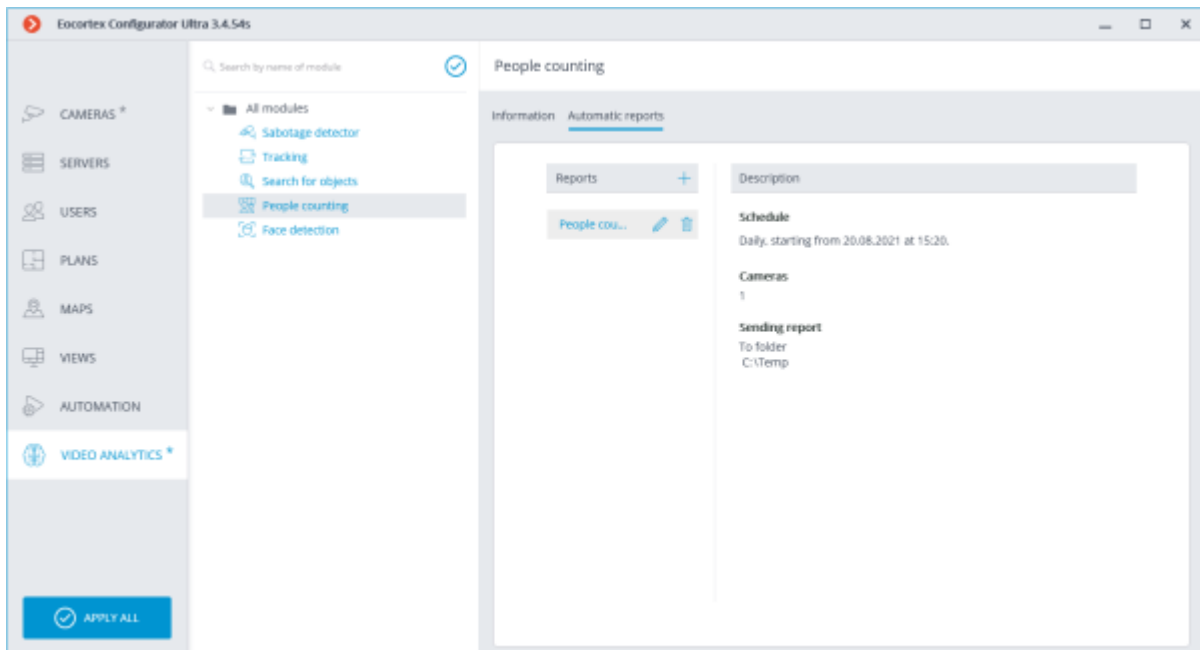 Eocortex Configurator Ultra 3.4.54s
Search by name of module
People counting
CAMERAS *
SERVERS
USERS
PLANS
MAPS
VIEWS
AUTOMATION
VIDEO ANALYTICS *
APPLY ALL
All modules
Sabotage detector
Tracking
Search for objects
People counting
Face detection
Information Automatic reports
Reports +
People cou...
Description
Schedule
Daily, starting from 20.08.2021 at 15:20.
Cameras
1
Sending report
To folder
C:\Temp